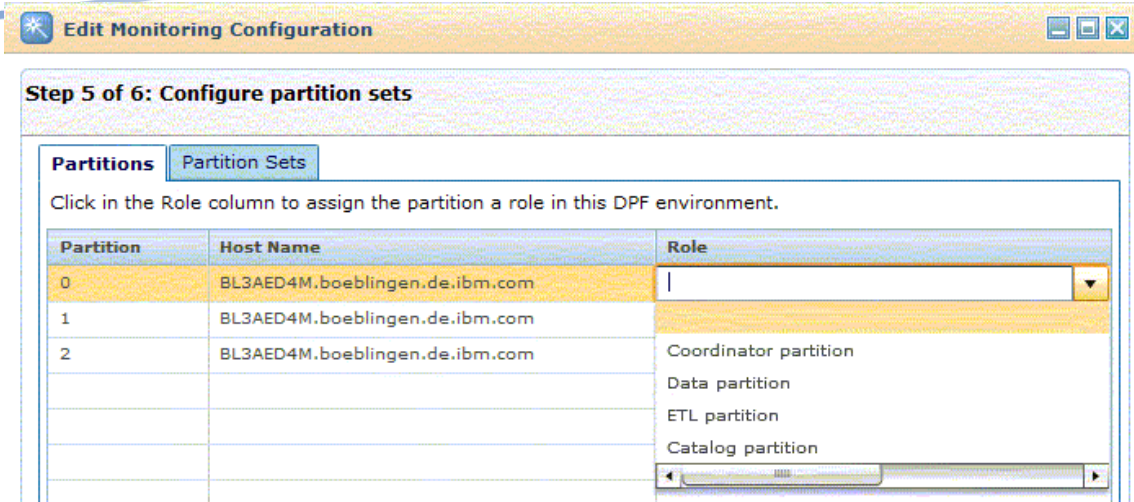 Edit Monitoring Configuration
Step 5 of 6: Configure partition sets
Partitions Partition Sets
Click in the Role column to assign the partition a role in this DPF environment.
Partition Host Name Role
0 BL3AED4M.boeblingen.de.ibm.com
1 BL3AED4M.boeblingen.de.ibm.com
2 BL3AED4M.boeblingen.de.ibm.com
Coordinator partition
Data partition
ETL partition
Catalog partition